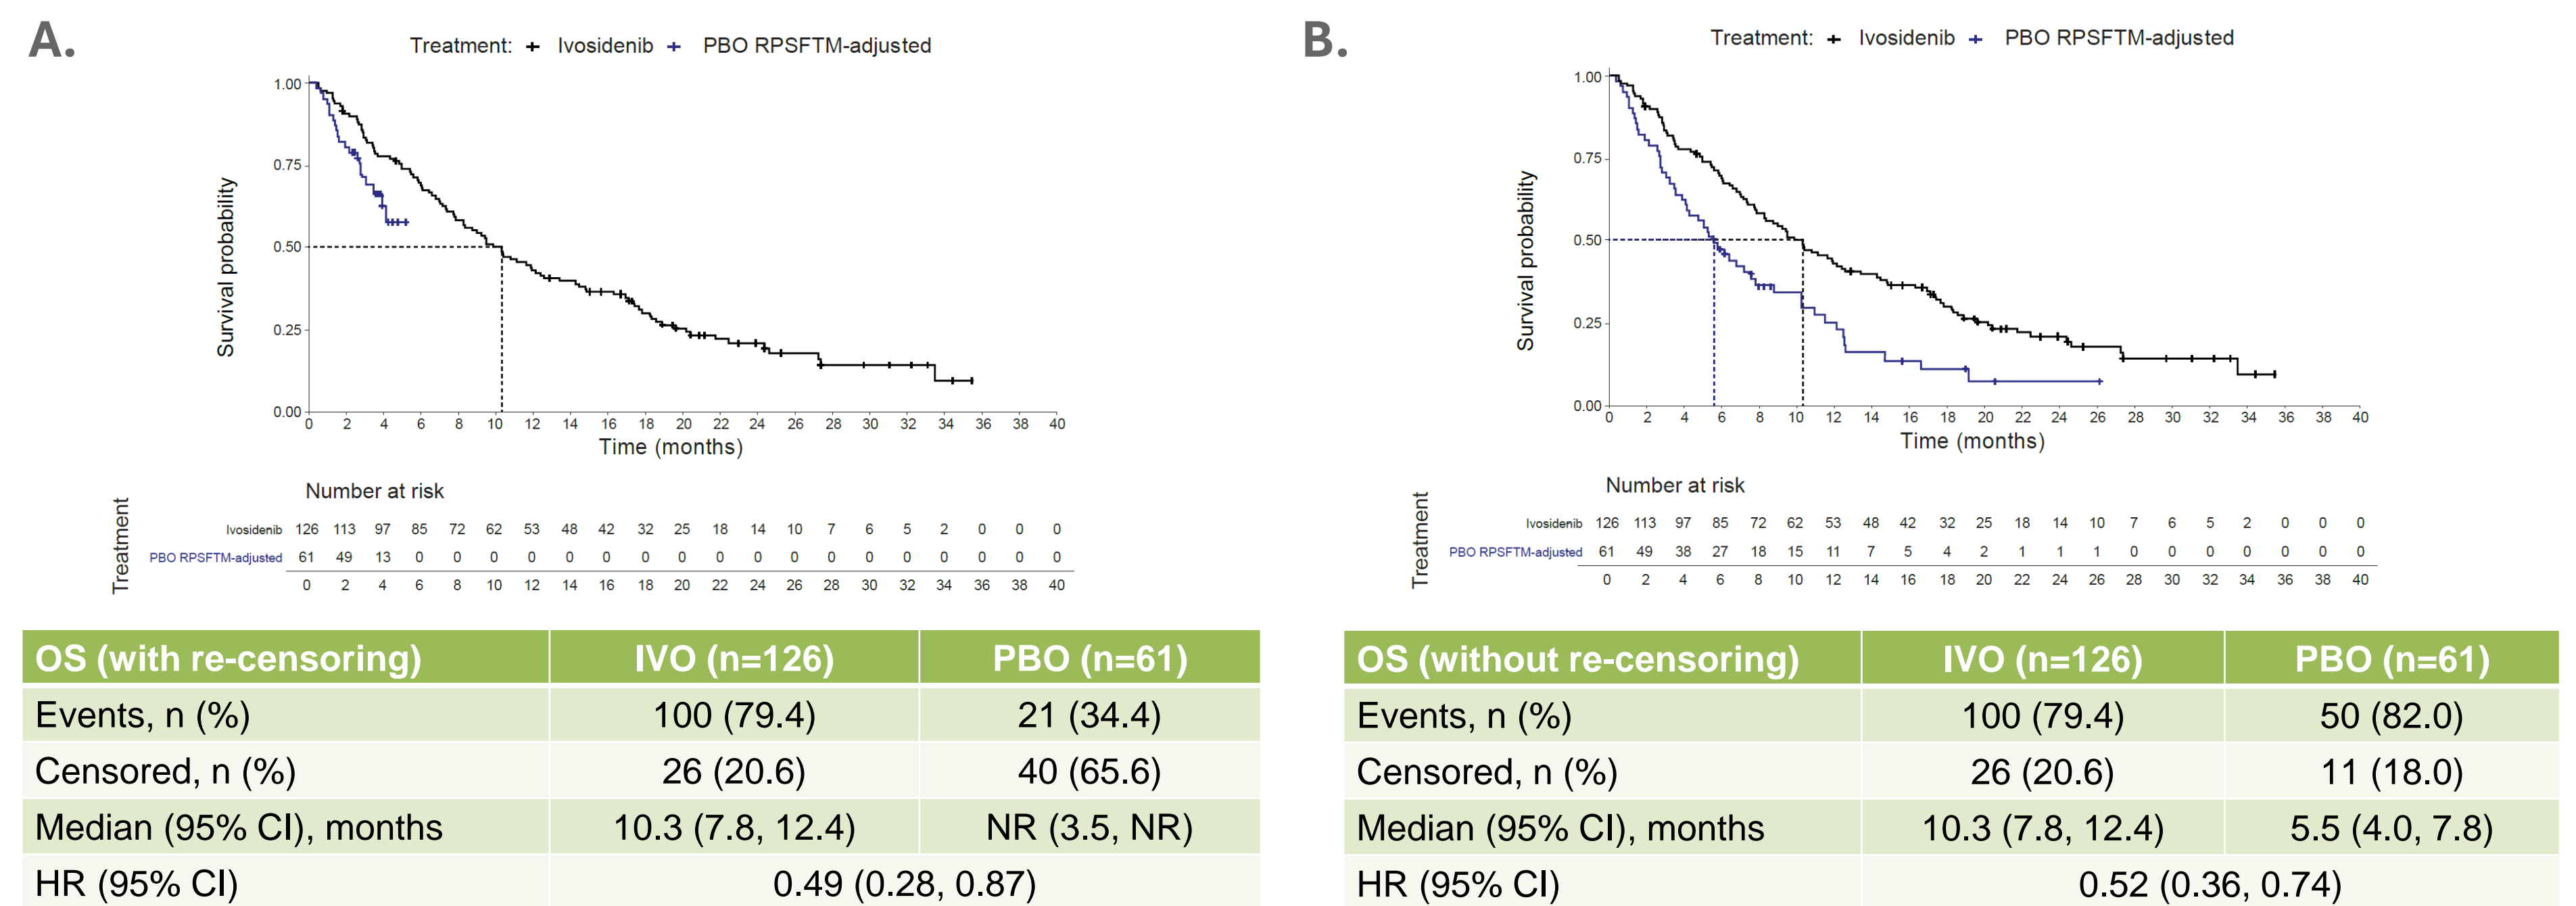 A.
Treatment: Ivosidenib PBO RPSFTM-adjusted
Survival probability
1.00
0.75
0.50
0.25
0.00
0 2 4 6 8 10 12 14 16 18 20 22 24 26 28 30 32 34 36 38 40
Time (months)
Number at risk
Treatment
Ivosidenib 126 113 97 85 72 62 53 48 42 32 25 18 14 10 7 6 5 2 0 0 0
PBO RPSFTM-adjusted 61 49 13 0 0 0 0 0 0 0 0 0 0 0 0 0 0 0 0 0 0
0 2 4 6 8 10 12 14 16 18 20 22 24 26 28 30 32 34 36 38 40
OS (with re-censoring) IVO (n=126) PBO (n=61)
Events, n (%) 100 (79.4) 21 (34.4)
Censored, n (%) 26 (20.6) 40 (65.6)
Median (95% CI), months 10.3 (7.8, 12.4) NR (3.5, NR)
HR (95% CI) 0.49 (0.28, 0.87)
B.
Treatment: Ivosidenib PBO RPSFTM-adjusted
Survival probability
1.00
0.75
0.50
0.25
0.00
0 2 4 6 8 10 12 14 16 18 20 22 24 26 28 30 32 34 36 38 40
Time (months)
Number at risk
Treatment
Ivosidenib 126 113 97 85 72 62 53 48 42 32 25 18 14 10 7 6 5 2 0 0 0
PBO RPSFTM-adjusted 61 49 38 27 18 15 11 7 5 4 2 1 1 1 0 0 0 0 0 0 0
0 2 4 6 8 10 12 14 16 18 20 22 24 26 28 30 32 34 36 38 40
OS (without re-censoring) IVO (n=126) PBO (n=61)
Events, n (%) 100 (79.4) 50 (82.0)
Censored, n (%) 26 (20.6) 11 (18.0)
Median (95% CI), months 10.3 (7.8, 12.4) 5.5 (4.0, 7.8)
HR (95% CI) 0.52 (0.36, 0.74)